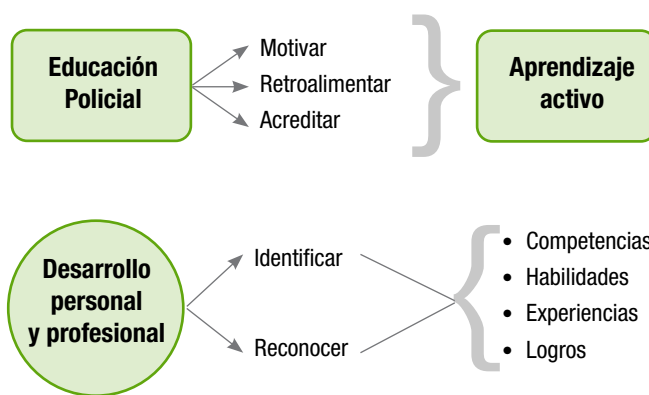 Educación
Policial
Motivar
Retroalimentar
Acreditar
Aprendizaje
activo
Desarrollo
personal
y profesional
Identificar
Reconocer
• Competencias
• Habilidades
• Experiencias
• Logros